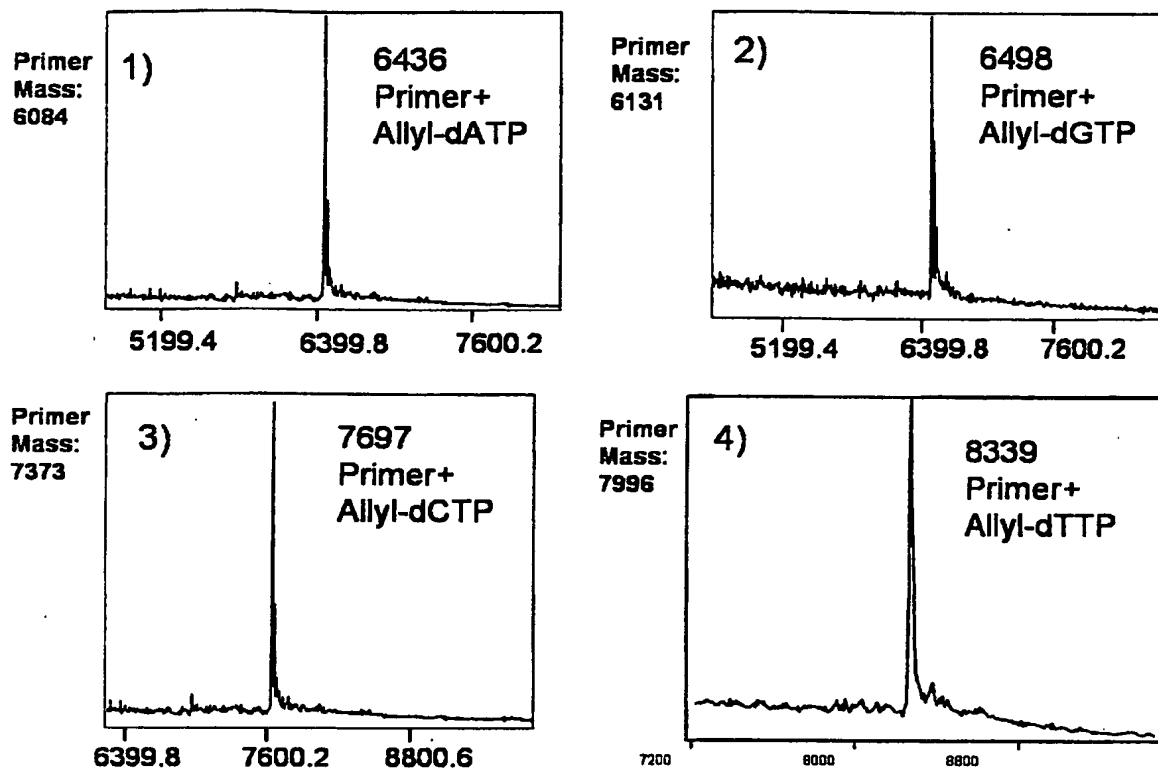 Primer
Mass:
6084
1)
6436
Primer+
Allyl-dATP
5199.4 6399.8 7600.2
Primer
Mass:
6131
2)
6498
Primer+
Allyl-dGTP
5199.4 6399.8 7600.2
Primer
Mass:
7373
3)
7697
Primer+
Allyl-dCTP
6399.8 7600.2 8800.6
Primer
Mass:
7996
4)
8339
Primer+
Allyl-dTTP
7200 8000 8800